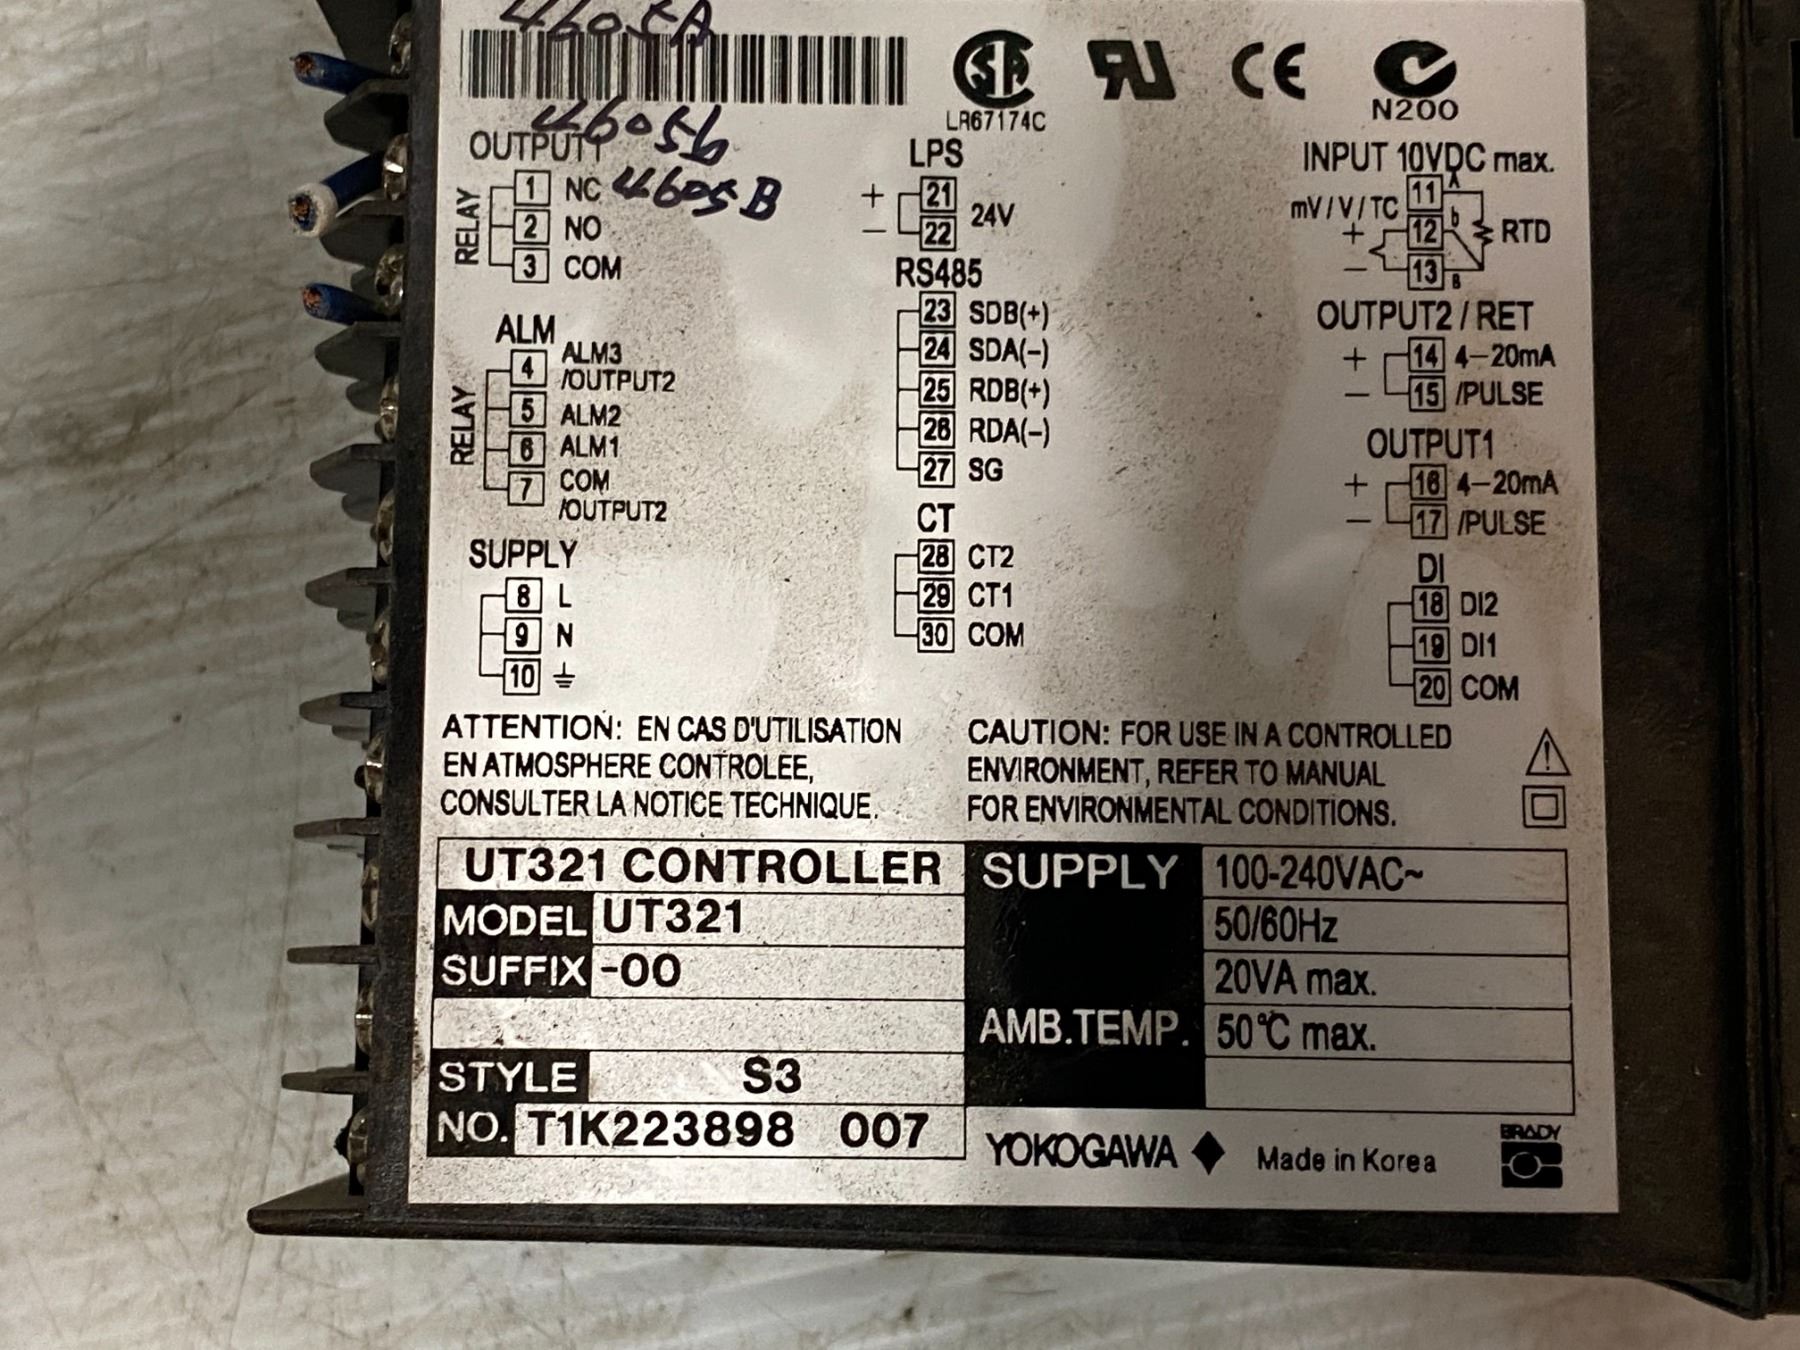 4605A
4605b
4605B
LR67174C
N200
OUTPUT1
RELAY
1 NC
2 NO
3 COM
ALM
RELAY
4 ALM3
/OUTPUT2
5 ALM2
6 ALM1
7 COM
/OUTPUT2
SUPPLY
8 L
9 N
10
LPS
+ 21 24V
− 22
RS485
23 SDB(+)
24 SDA(−)
25 RDB(+)
26 RDA(−)
27 SG
CT
28 CT2
29 CT1
30 COM
INPUT 10VDC max.
mV/V/TC 11 A
+ 12 b RTD
− 13 B
OUTPUT2/RET
+ 14 4−20mA
− 15 /PULSE
OUTPUT1
+ 16 4−20mA
− 17 /PULSE
DI
18 DI2
19 DI1
20 COM
ATTENTION: EN CAS D'UTILISATION
EN ATMOSPHERE CONTROLEE,
CONSULTER LA NOTICE TECHNIQUE.
CAUTION: FOR USE IN A CONTROLLED
ENVIRONMENT, REFER TO MANUAL
FOR ENVIRONMENTAL CONDITIONS.
UT321 CONTROLLER
MODEL UT321
SUFFIX -00
STYLE S3
NO. T1K223898 007
SUPPLY 100-240VAC~
50/60Hz
20VA max.
AMB.TEMP. 50℃ max.
YOKOGAWA ◆ Made in Korea
BRADY